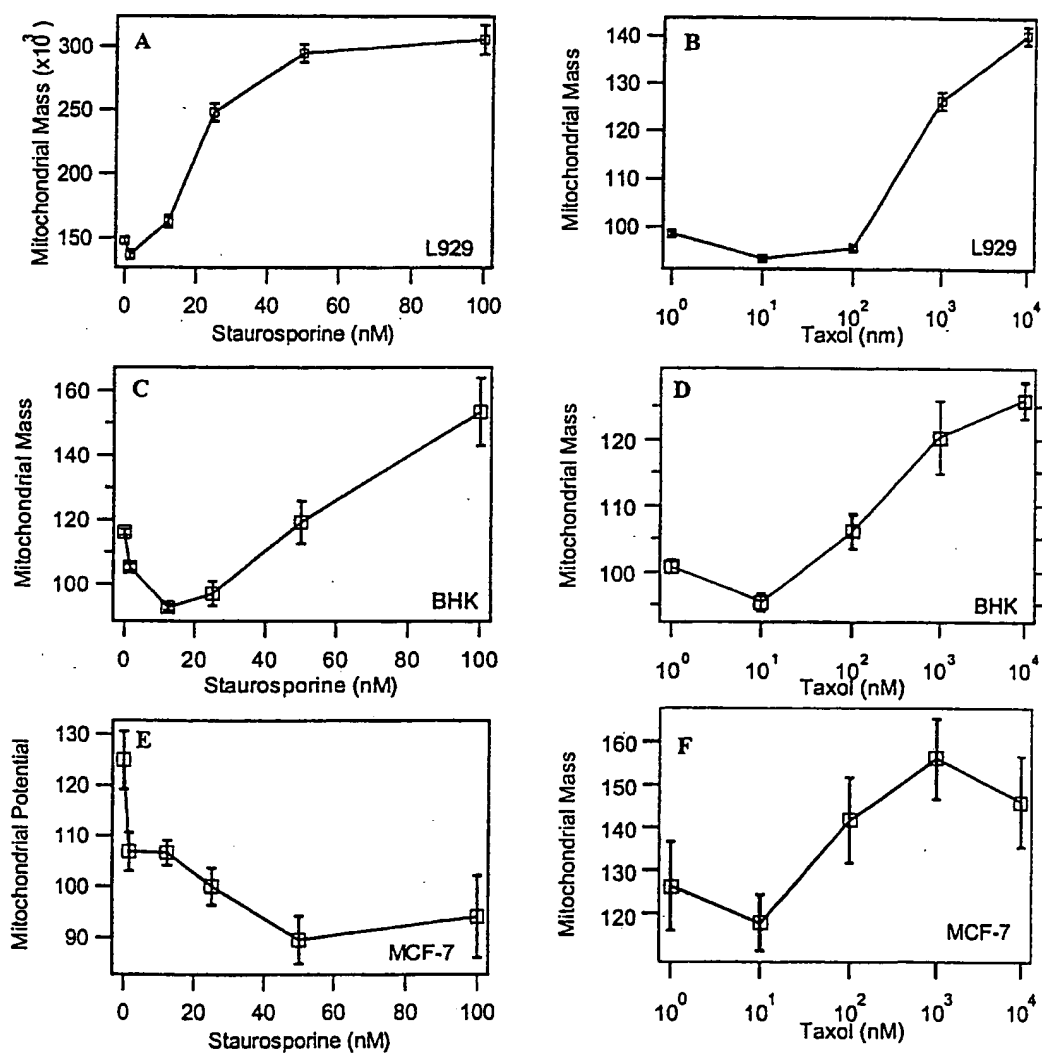 A
Mitochondrial Mass (x10³)
300
250
200
150
L929
0 20 40 60 80 100
Staurosporine (nM)
B
Mitochondrial Mass
140
130
120
110
100
L929
10⁰ 10¹ 10² 10³ 10⁴
Taxol (nm)
C
Mitochondrial Mass
160
140
120
100
BHK
0 20 40 60 80 100
Staurosporine (nM)
D
Mitochondrial Mass
120
110
100
BHK
10⁰ 10¹ 10² 10³ 10⁴
Taxol (nM)
E
Mitochondrial Potential
130
120
110
100
90
MCF-7
0 20 40 60 80 100
Staurosporine (nM)
F
Mitochondrial Mass
160
150
140
130
120
MCF-7
10⁰ 10¹ 10² 10³ 10⁴
Taxol (nM)